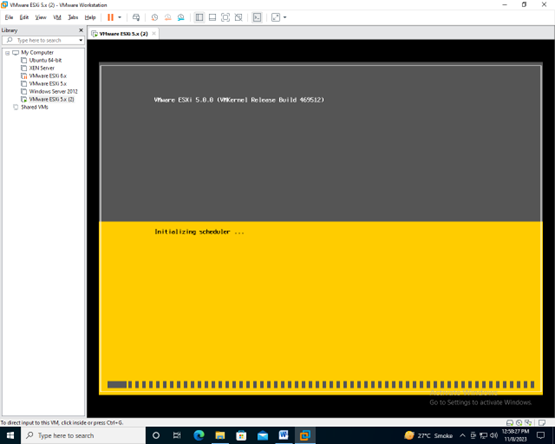 VMware ESXi 5.x (2) - VMware Workstation
File Edit View VM Tabs Help
Library
Type here to search
My Computer
Ubuntu 64-bit
XEN Server
VMware ESXi 6.x
VMware ESXi 5.x
Windows Server 2012
VMware ESXi 5.x (2)
Shared VMs
VMware ESXi 5.x (2)
VMware ESXi 5.0.0 (VMKernel Release Build 469512)
Initializing scheduler ...
Go to Settings to activate Windows.
To direct input to this VM, click inside or press Ctrl+G.
Type here to search
27°C Smoke
12:58:27 PM
11/8/2023